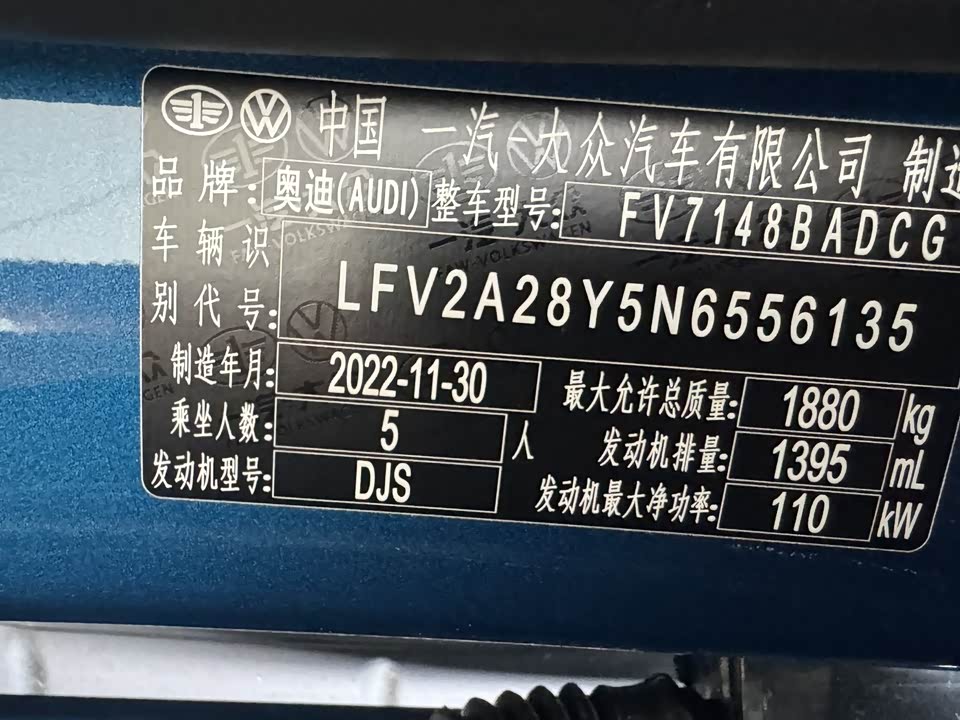 中国 一汽-大众汽车有限公司 制造
品牌: 奥迪(AUDI) 整车型号: FV7148BADCG
车辆识别代号: LFV2A28Y5N6556135
制造年月: 2022-11-30 最大允许总质量: 1880 kg
乘坐人数: 5 人 发动机排量: 1395 mL
发动机型号: DJS 发动机最大净功率: 110 kW